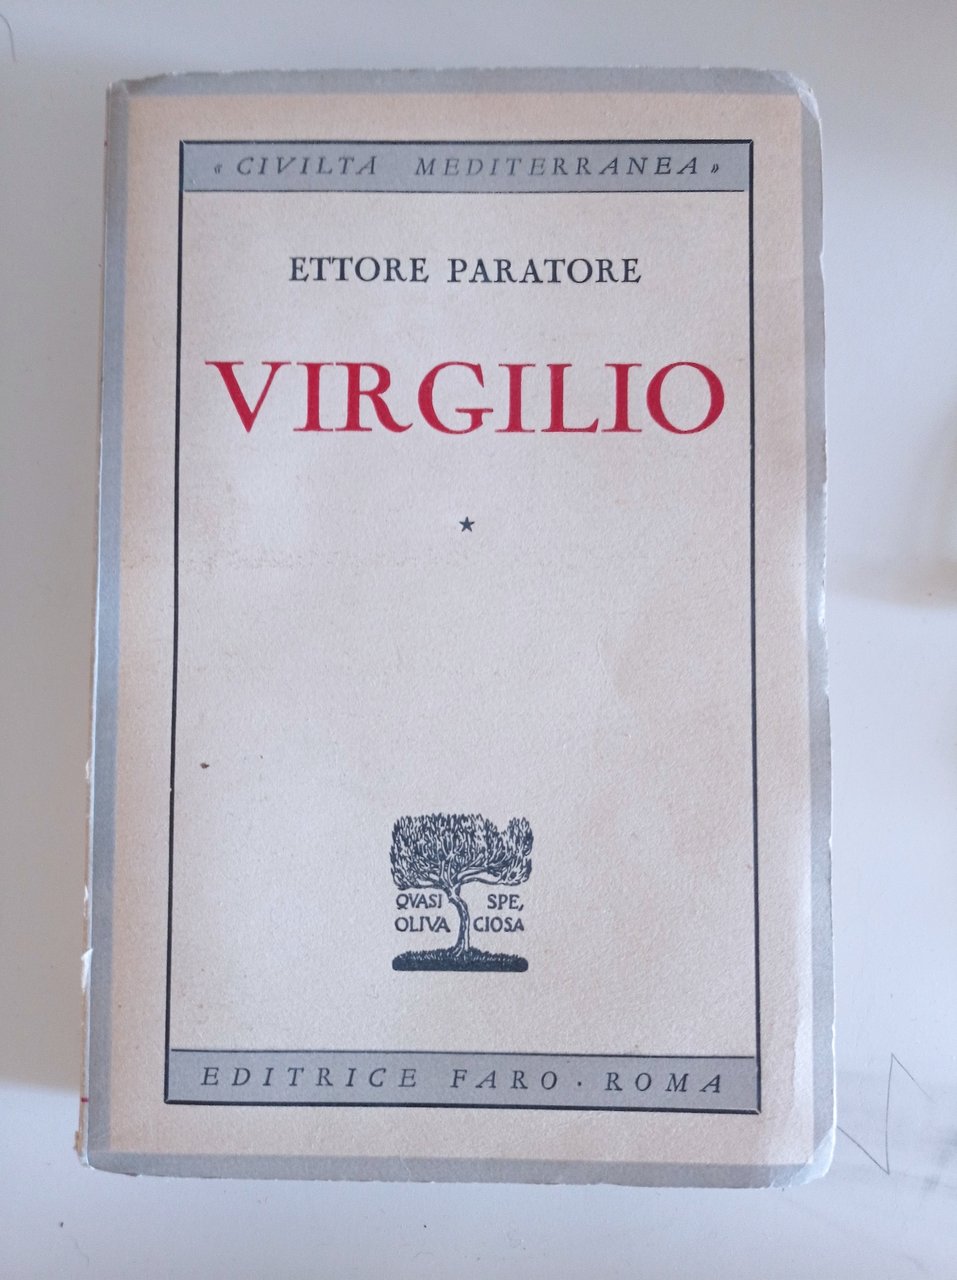 « CIVILTÀ MEDITERRANEA »
ETTORE PARATORE
VIRGILIO
QVASI SPE,
OLIVA CIOSA
EDITRICE FARO · ROMA